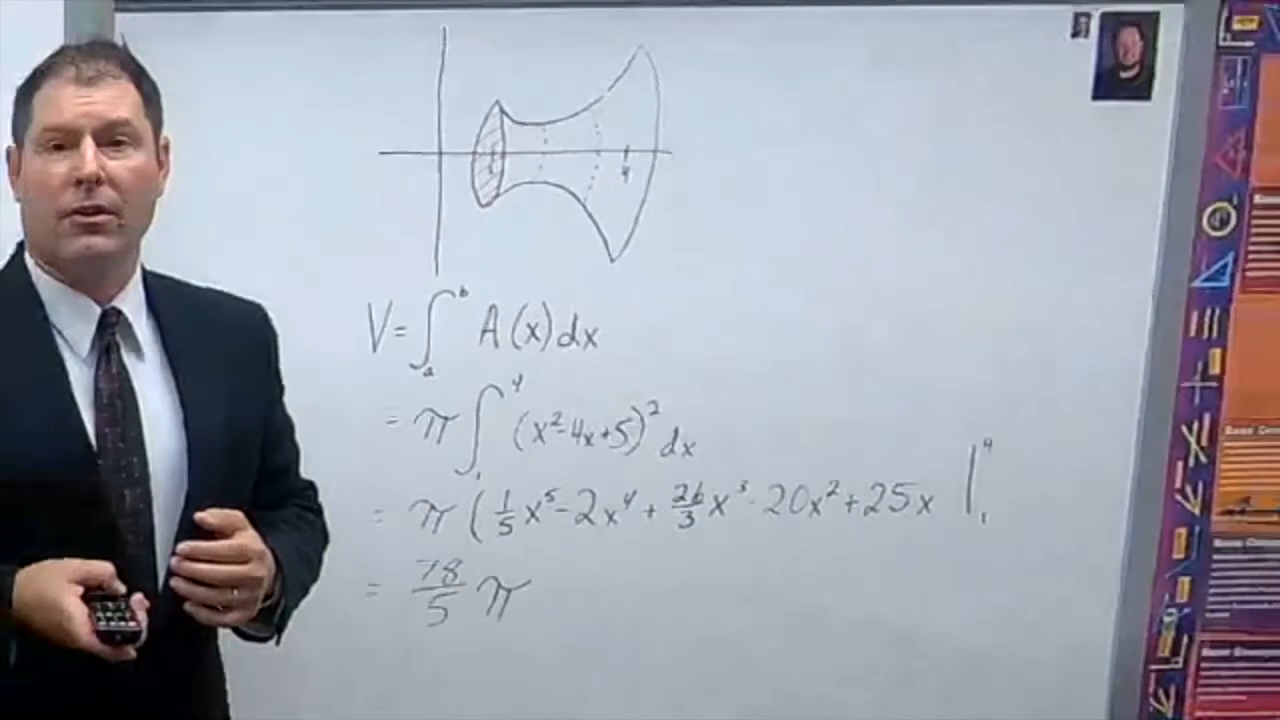 4
V = ∫ₐᵇ A(x) dx
= π ∫₁⁴ (x² - 4x + 5)² dx
= π ( 1/5 x⁵ - 2x⁴ + 26/3 x³ - 20x² + 25x |₁⁴
= 78/5 π